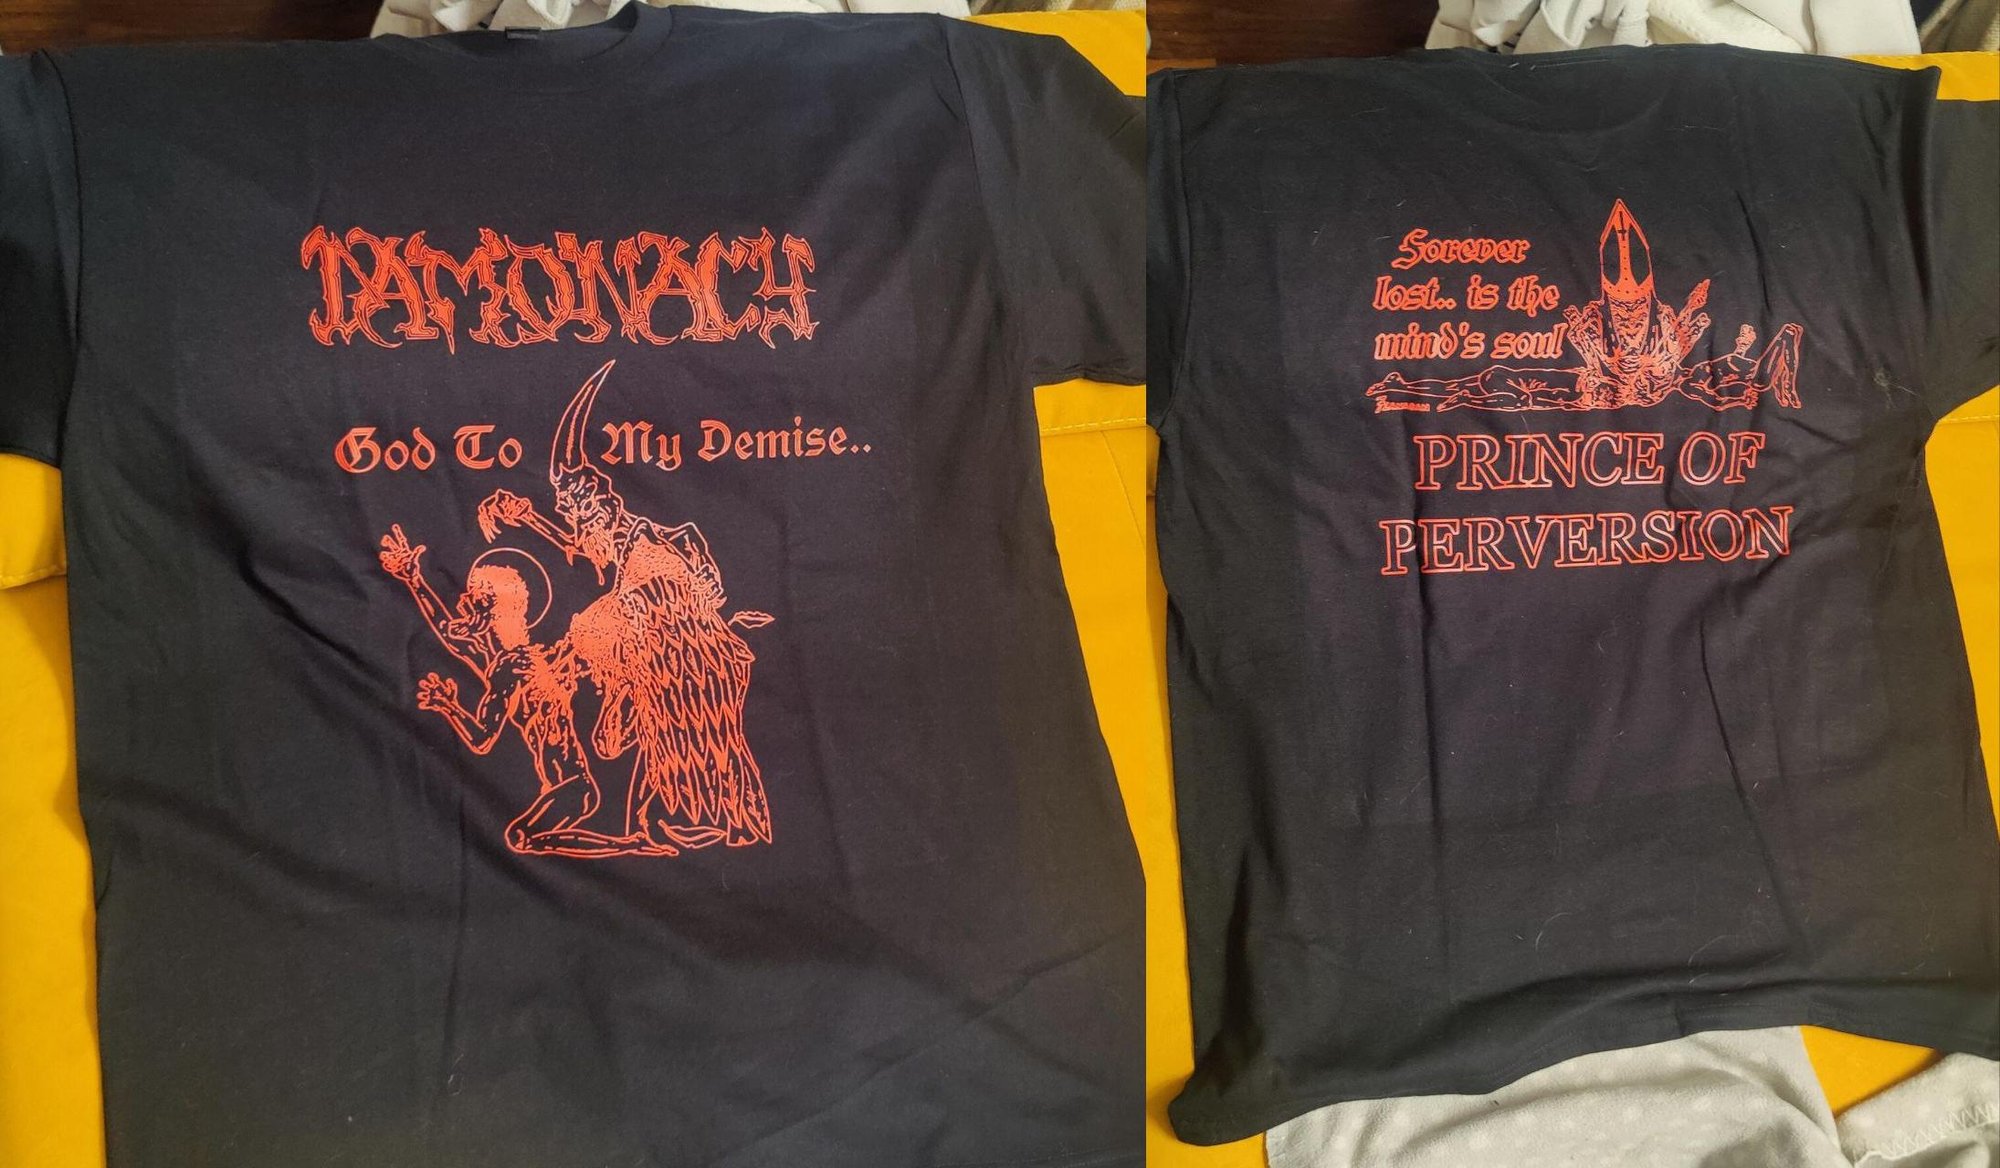 DAMONACY
God To My Demise..
Forever
lost.. is the
mind's soul
PRINCE OF
PERVERSION